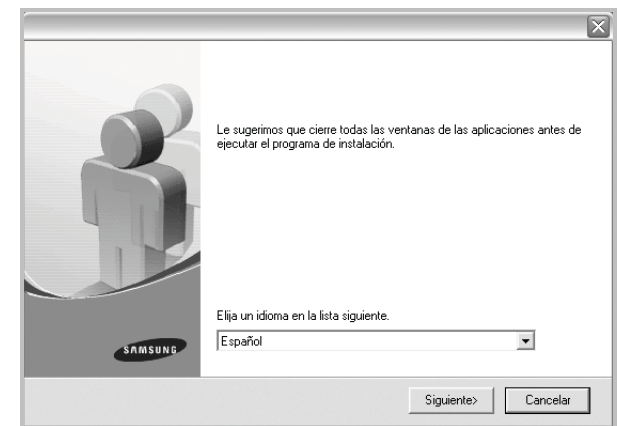 Le sugerimos que cierre todas las ventanas de las aplicaciones antes de
ejecutar el programa de instalación.
Elija un idioma en la lista siguiente.
Español
SAMSUNG
Siguiente>
Cancelar